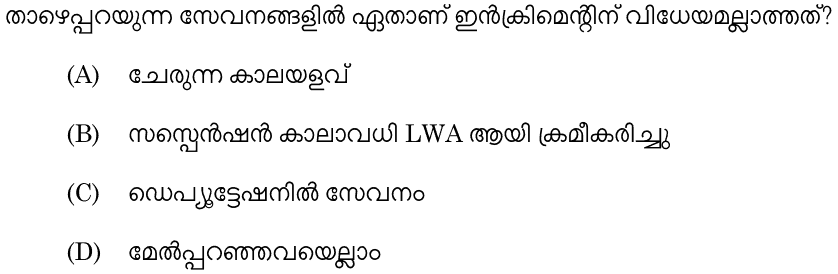 താഴെപ്പറയുന്ന സേവനങ്ങളിൽ ഏതാണ് ഇൻക്രിമെന്റിന് വിധേയമല്ലാത്തത്?
(A) ചേരുന്ന കാലയളവ്
(B) സസ്പെൻഷൻ കാലാവധി LWA ആയി ക്രമീകരിച്ചു
(C) ഡെപ്യൂട്ടേഷനിൽ സേവനം
(D) മേൽപ്പറഞ്ഞവയെല്ലാം